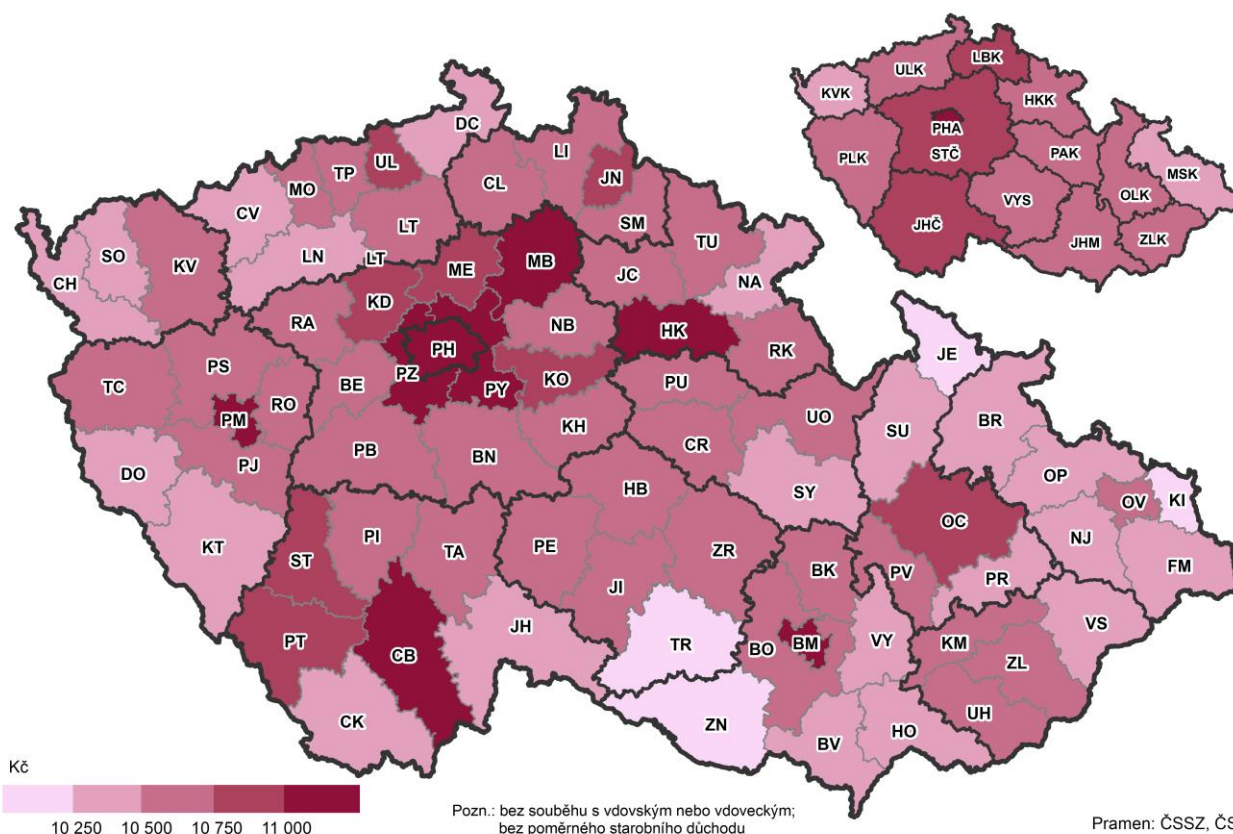 DC
UL
LI
TP
MO
JN
CL
CV
LT
SM
TU
LN
LT
ME
MB
SO
KV
JC
CH
NA
KD
RA
NB
HK
PH
RK
JE
PS
PZ
TC
BE
PY
KO
PU
RO
PM
UO
SU
BR
KH
CR
PJ
PB
BN
DO
OP
SY
HB
OV
KI
OC
KT
ST
PI
TA
PE
ZR
NJ
BK
PV
FM
JI
PR
PT
JH
TR
BO
BM
VY
VS
CB
KM
ZL
CK
ZN
UH
HO
BV
LBK
ULK
KVK
HKK
PHA
STČ
PLK
PAK
MSK
VYS
OLK
JHČ
JHM
ZLK
Kč
10 250 10 500 10 750 11 000
Pozn.: bez souběhu s vdovským nebo vdoveckým;
bez poměrného starobního důchodu
Pramen: ČSSZ, ČS